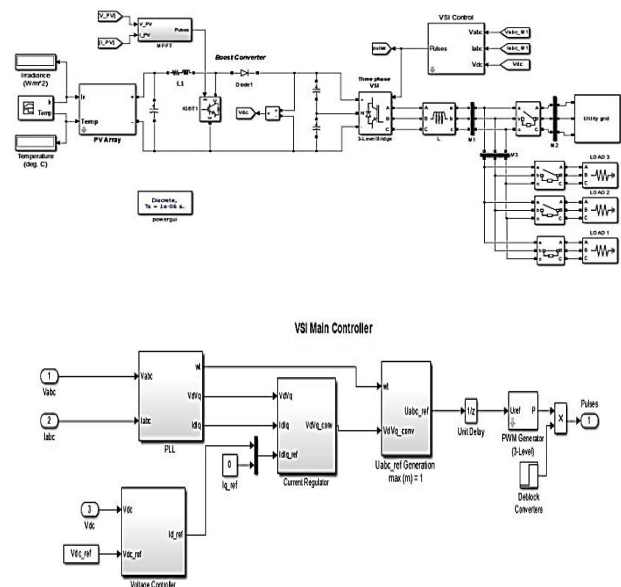 [V_PV]
[I_PV]
Pulses
MPPT
VSI Control
pulse
Pulses
Vabc
Iabc
Vdc
Vabc_M1
Iabc_M1
Vdc
Irradiance
(W/m^2)
Ir
Temp
Temperature
(deg. C)
Ir
Temp
+
-
PV Array
L1
Boost Converter
Diode1
IGBT1
Vdc
Three phase
VSI
+
N
-
A
B
C
3-Level Bridge
L
M1
M2
M3
Utility grid
LOAD 3
LOAD 2
LOAD 1
Discrete,
Ts = 1e-06 s.
powergui
VSI Main Controller
1
Vabc
2
Iabc
Vabc
Iabc
wt
VdVq
IdIq
PLL
VdVq
IdIq
IdIq_ref
VdVq_conv
Current Regulator
0
Iq_ref
wt
VdVq_conv
Uabc_ref
Uabc_ref Generation
max (m) = 1
1/z
Unit Delay
Uref
P
PWM Generator
(3-Level)
X
Pulses
1
Deblock
Converters
3
Vdc
Vdc_ref
Vdc
Vdc_ref
Id_ref
Voltage Controller